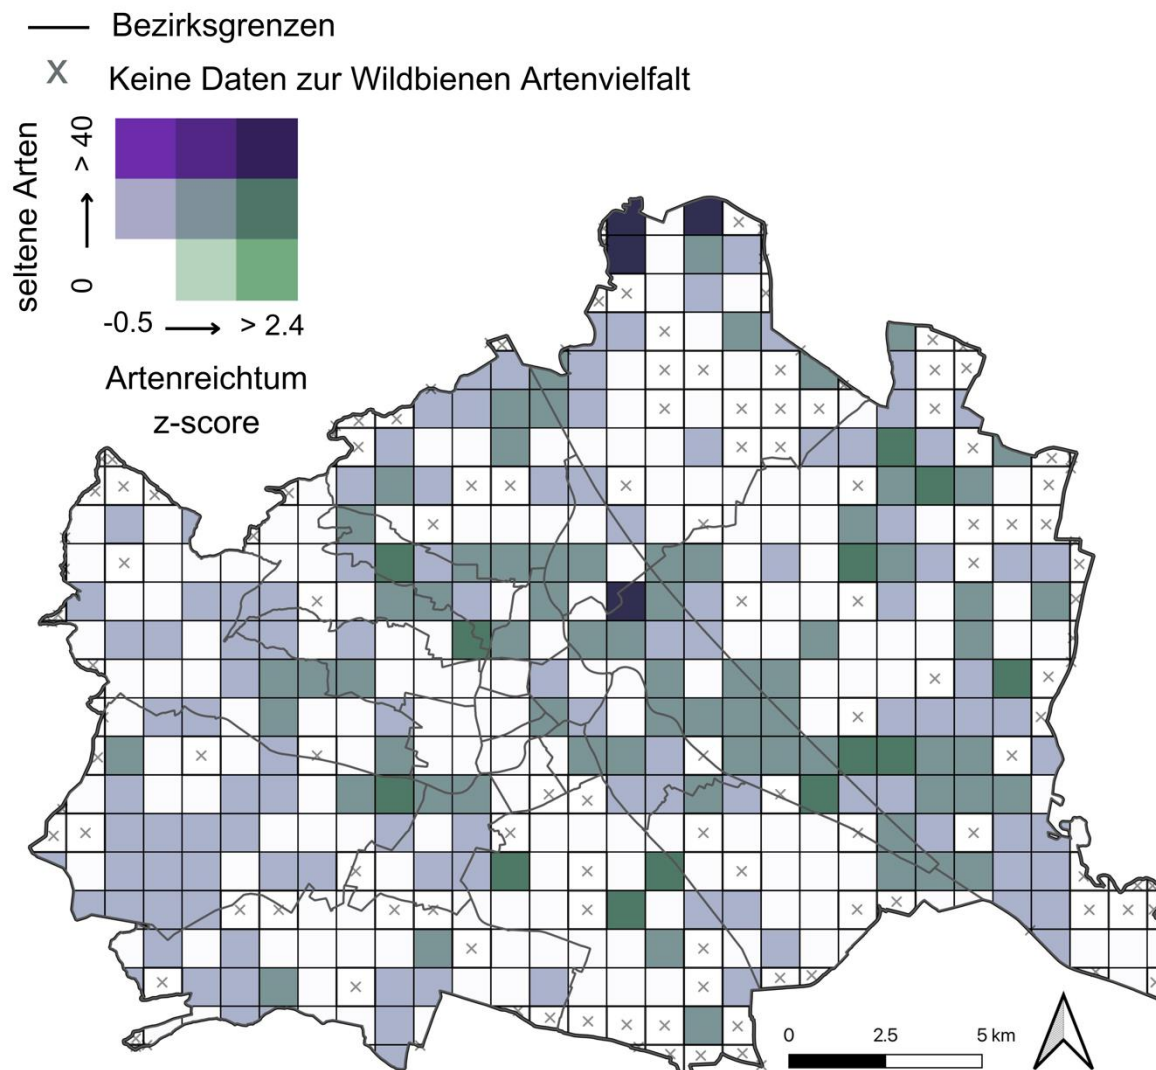 Bezirksgrenzen
X Keine Daten zur Wildbienen Artenvielfalt
seltene Arten
0 > 40
-0.5 > 2.4
Artenreichtum
z-score
0 2.5 5 km